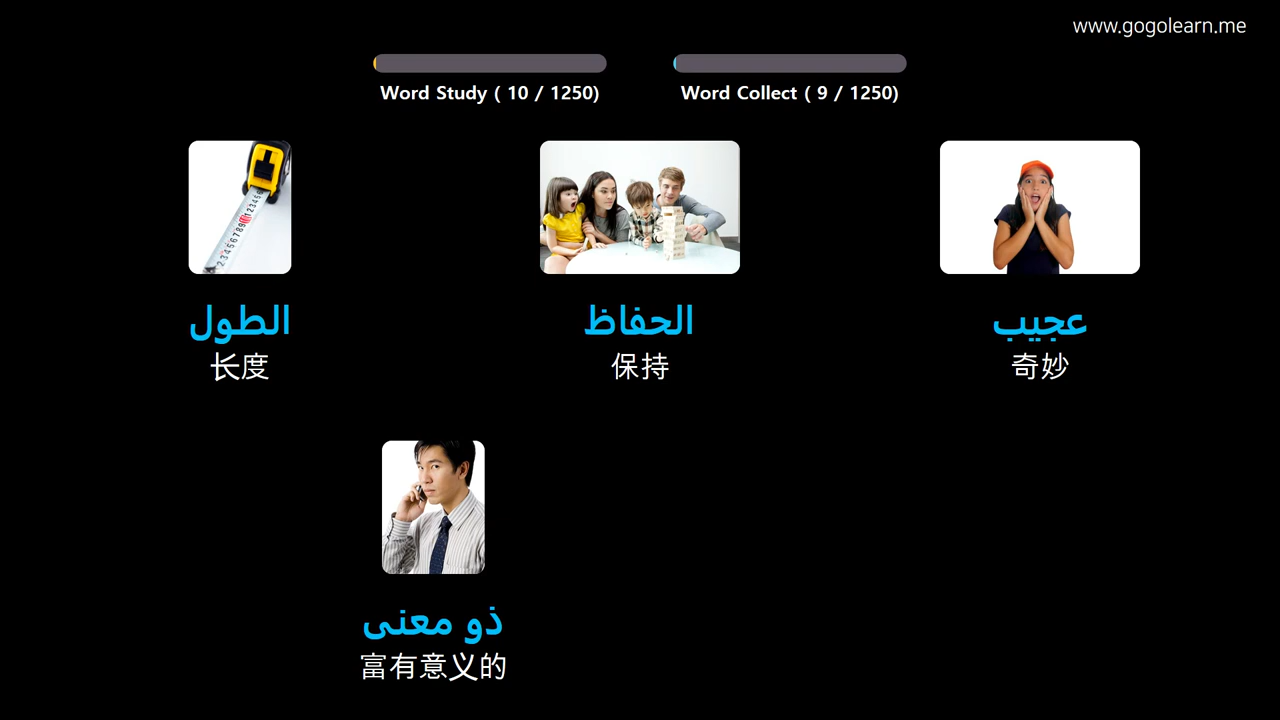 www.gogolearn.me
Word Study ( 10 / 1250)
Word Collect ( 9 / 1250)
الطول
长度
الحفاظ
保持
عجيب
奇妙
ذو معنى
富有意义的